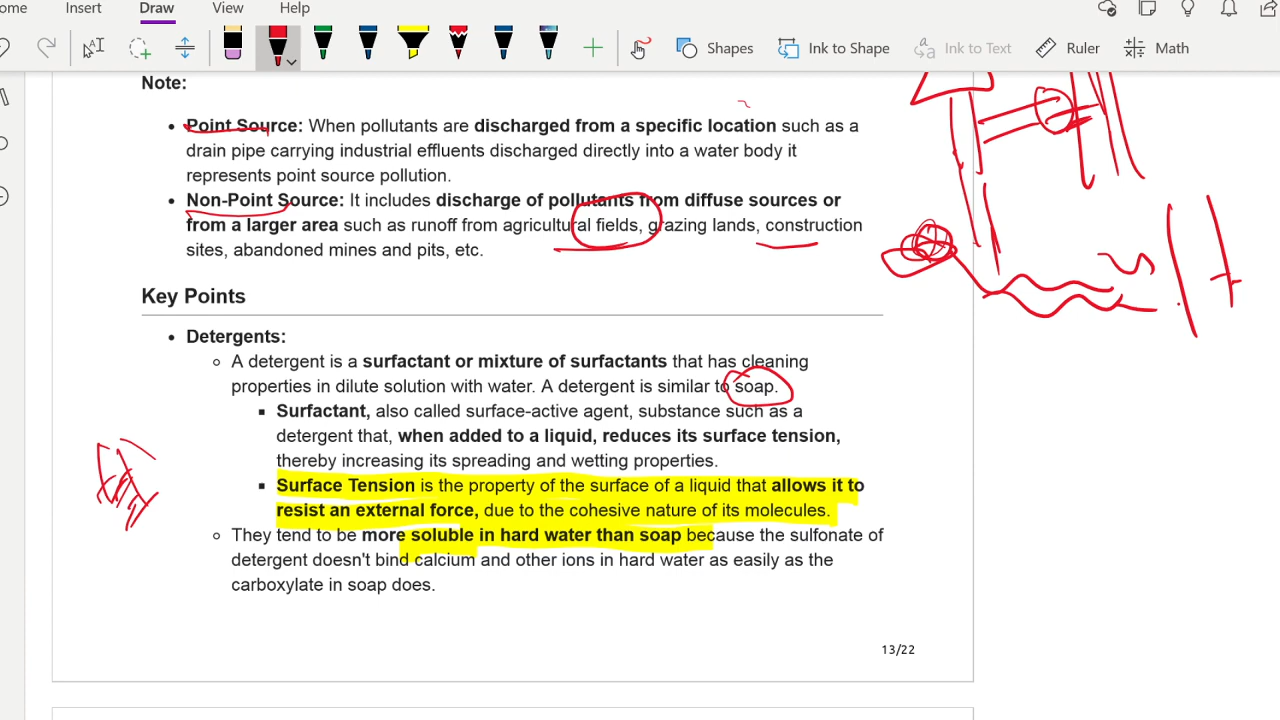 ome Insert Draw View Help
Shapes Ink to Shape Ink to Text Ruler Math
Note:
• Point Source: When pollutants are discharged from a specific location such as a
drain pipe carrying industrial effluents discharged directly into a water body it
represents point source pollution.
• Non-Point Source: It includes discharge of pollutants from diffuse sources or
from a larger area such as runoff from agricultural fields, grazing lands, construction
sites, abandoned mines and pits, etc.
Key Points
• Detergents:
○ A detergent is a surfactant or mixture of surfactants that has cleaning
properties in dilute solution with water. A detergent is similar to soap.
▪ Surfactant, also called surface-active agent, substance such as a
detergent that, when added to a liquid, reduces its surface tension,
thereby increasing its spreading and wetting properties.
▪ Surface Tension is the property of the surface of a liquid that allows it to
resist an external force, due to the cohesive nature of its molecules.
○ They tend to be more soluble in hard water than soap because the sulfonate of
detergent doesn't bind calcium and other ions in hard water as easily as the
carboxylate in soap does.
13/22